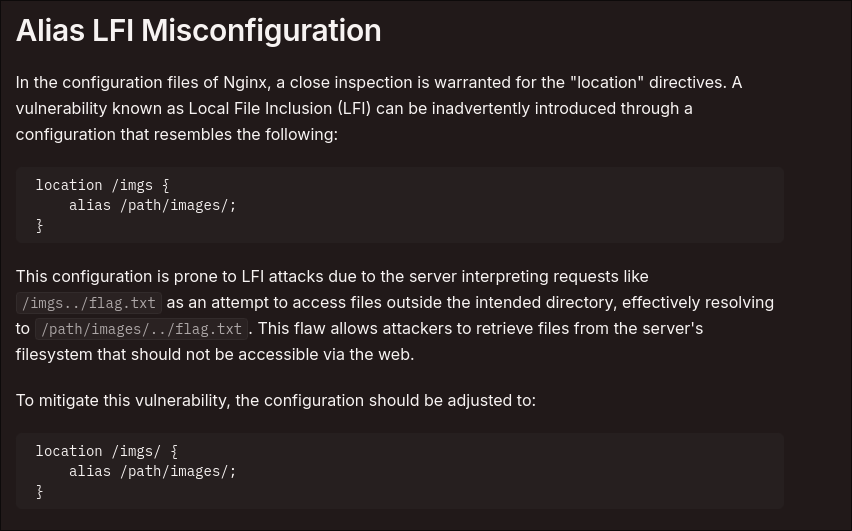 Alias LFI Misconfiguration
In the configuration files of Nginx, a close inspection is warranted for the "location" directives. A
vulnerability known as Local File Inclusion (LFI) can be inadvertently introduced through a
configuration that resembles the following:
location /imgs {
    alias /path/images/;
}
This configuration is prone to LFI attacks due to the server interpreting requests like
/imgs../flag.txt as an attempt to access files outside the intended directory, effectively resolving
to /path/images/../flag.txt. This flaw allows attackers to retrieve files from the server's
filesystem that should not be accessible via the web.
To mitigate this vulnerability, the configuration should be adjusted to:
location /imgs/ {
    alias /path/images/;
}